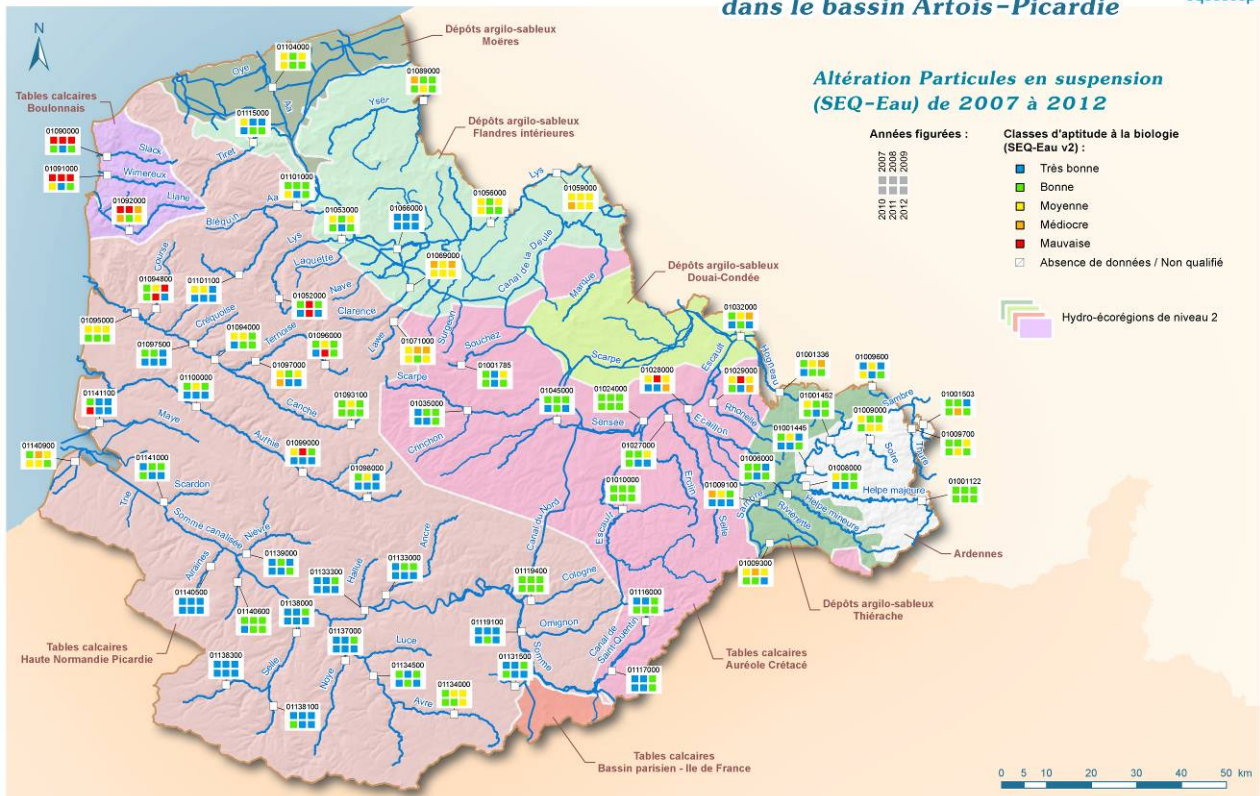 dans le bassin Artois-Picardie
Altération Particules en suspension
(SEQ-Eau) de 2007 à 2012
Années figurées :
2007
2008
2009
2010
2011
2012
Classes d'aptitude à la biologie
(SEQ-Eau v2) :
Très bonne
Bonne
Moyenne
Médiocre
Mauvaise
Absence de données / Non qualifié
Hydro-écorégions de niveau 2
N
Dépôts argilo-sableux
Moëres
01104000
01089000
Oye
Aa
Yser
Tables calcaires
Boulonnais
01115000
Dépôts argilo-sableux
Flandres intérieures
01090000
Slack
Tiret
01091000
Wimereux
Liane
01092000
01101000
Aa
Bléquin
01053000
01066000
01056000
Lys
01059000
Lys
Laquette
01069000
Canal de la Deule
Marque
Dépôts argilo-sableux
Douai-Condée
Course
01094800
01101100
01052000
Nave
Clarence
01095000
Créquoise
01094000
Ternoise
01096000
Lawe
Surgeon
01071000
Souchez
01032000
Scarpe
Escaut
Hogneau
01097500
01097000
01001785
01028000
01029000
01001336
01009600
01100000
01141100
Maye
Canche
01093100
Scarpe
01035000
01045000
01024000
Rhonelle
01001452
Sambre
01009000
01001503
Authie
Crinchon
Sensée
Ecaillon
01001445
Solre
01009700
Thure
01140900
01099000
01027000
01006000
01008000
01141000
01098000
01010000
Erclin
01009100
Helpe majeure
01001122
Scardon
Trie
Somme canalisée
Nièvre
Canal du Nord
Escaut
Selle
Sambre
Helpe mineure
Rivièrette
Ardennes
Airaines
01139000
01133300
Hallue
01133000
Ancre
01119400
Cologne
01009300
Dépôts argilo-sableux
Thiérache
01140500
01140600
01138000
01137000
01119100
Omignon
01116000
Canal de
Saint-Quentin
Tables calcaires
Haute Normandie Picardie
Tables calcaires
Auréole Crétacé
01138300
Selle
Noye
Luce
01134500
01131500
Somme
01117000
01138100
Avre
01134000
Tables calcaires
Bassin parisien - Ile de France
0 5 10 20 30 40 50 km